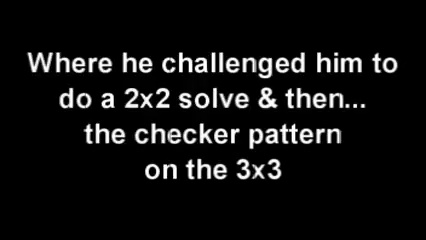 Where he challenged him to
do a 2x2 solve & then...
the checker pattern
on the 3x3